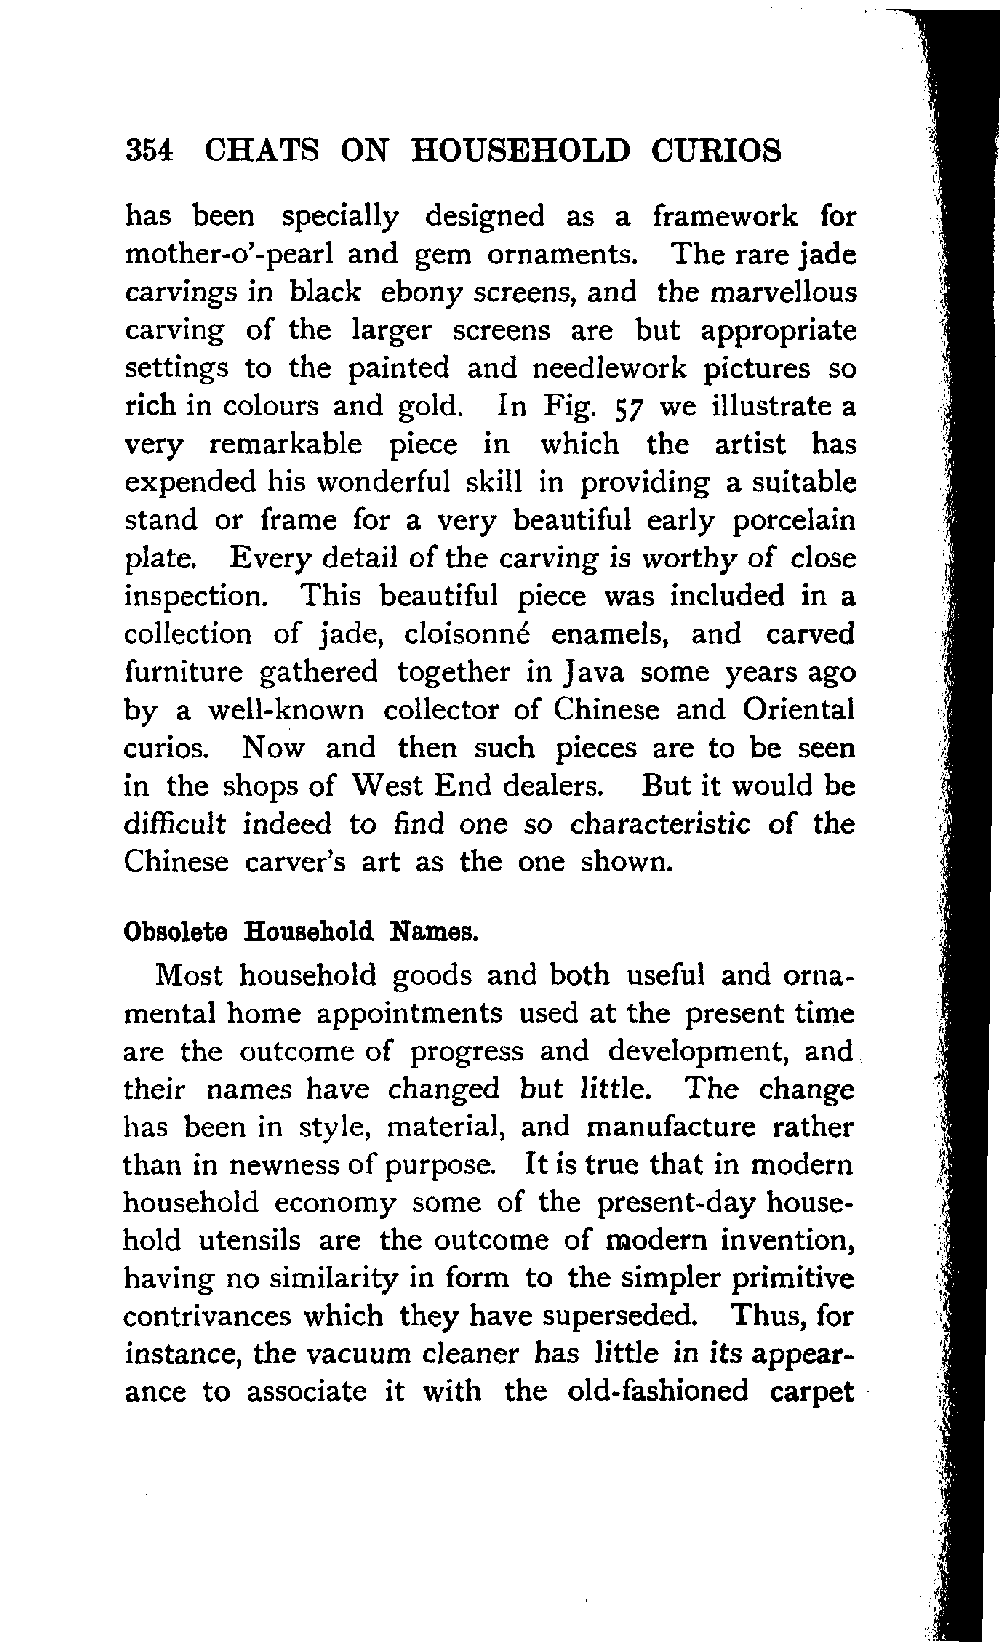 354 CHATS ON HOUSEHOLD CURIOS
has been specially designed as a framework for
mother-o'-pearl and gem ornaments. The rare jade
carvings in black ebony screens, and the marvellous
carving of the larger screens are but appropriate
settings to the painted and needlework pictures so
rich in colours and gold. In Fig. 57 we illustrate a
very remarkable piece in which the artist has
expended his wonderful skill in providing a suitable
stand or frame for a very beautiful early porcelain
plate. Every detail of the carving is worthy of close
inspection. This beautiful piece was included in a
collection of jade, cloisonné enamels, and carved
furniture gathered together in Java some years ago
by a well-known collector of Chinese and Oriental
curios. Now and then such pieces are to be seen
in the shops of West End dealers. But it would be
difficult indeed to find one so characteristic of the
Chinese carver's art as the one shown.
Obsolete Household Names.
Most household goods and both useful and orna-
mental home appointments used at the present time
are the outcome of progress and development, and
their names have changed but little. The change
has been in style, material, and manufacture rather
than in newness of purpose. It is true that in modern
household economy some of the present-day house-
hold utensils are the outcome of modern invention,
having no similarity in form to the simpler primitive
contrivances which they have superseded. Thus, for
instance, the vacuum cleaner has little in its appear-
ance to associate it with the old-fashioned carpet